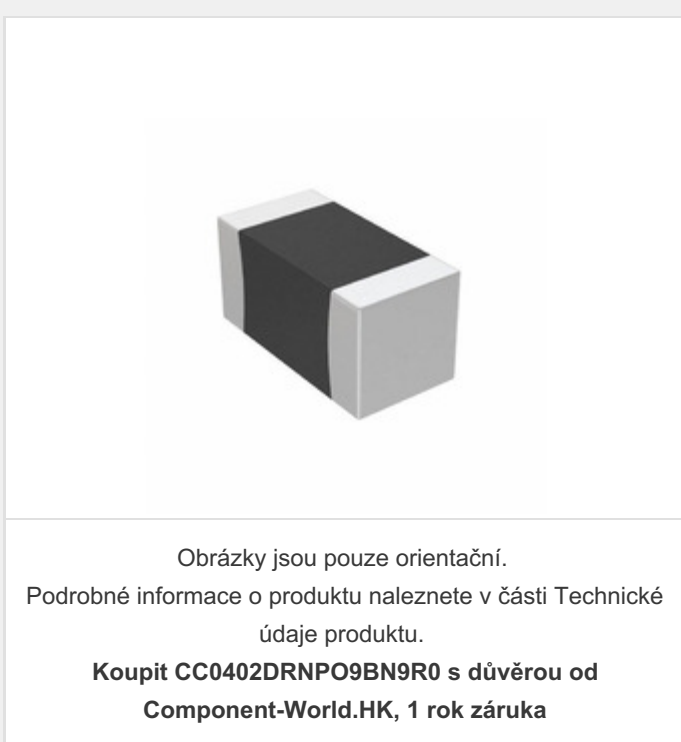 Obrázky jsou pouze orientační.
Podrobné informace o produktu naleznete v části Technické
údaje produktu.
Koupit CC0402DRNPO9BN9R0 s důvěrou od
Component-World.HK, 1 rok záruka